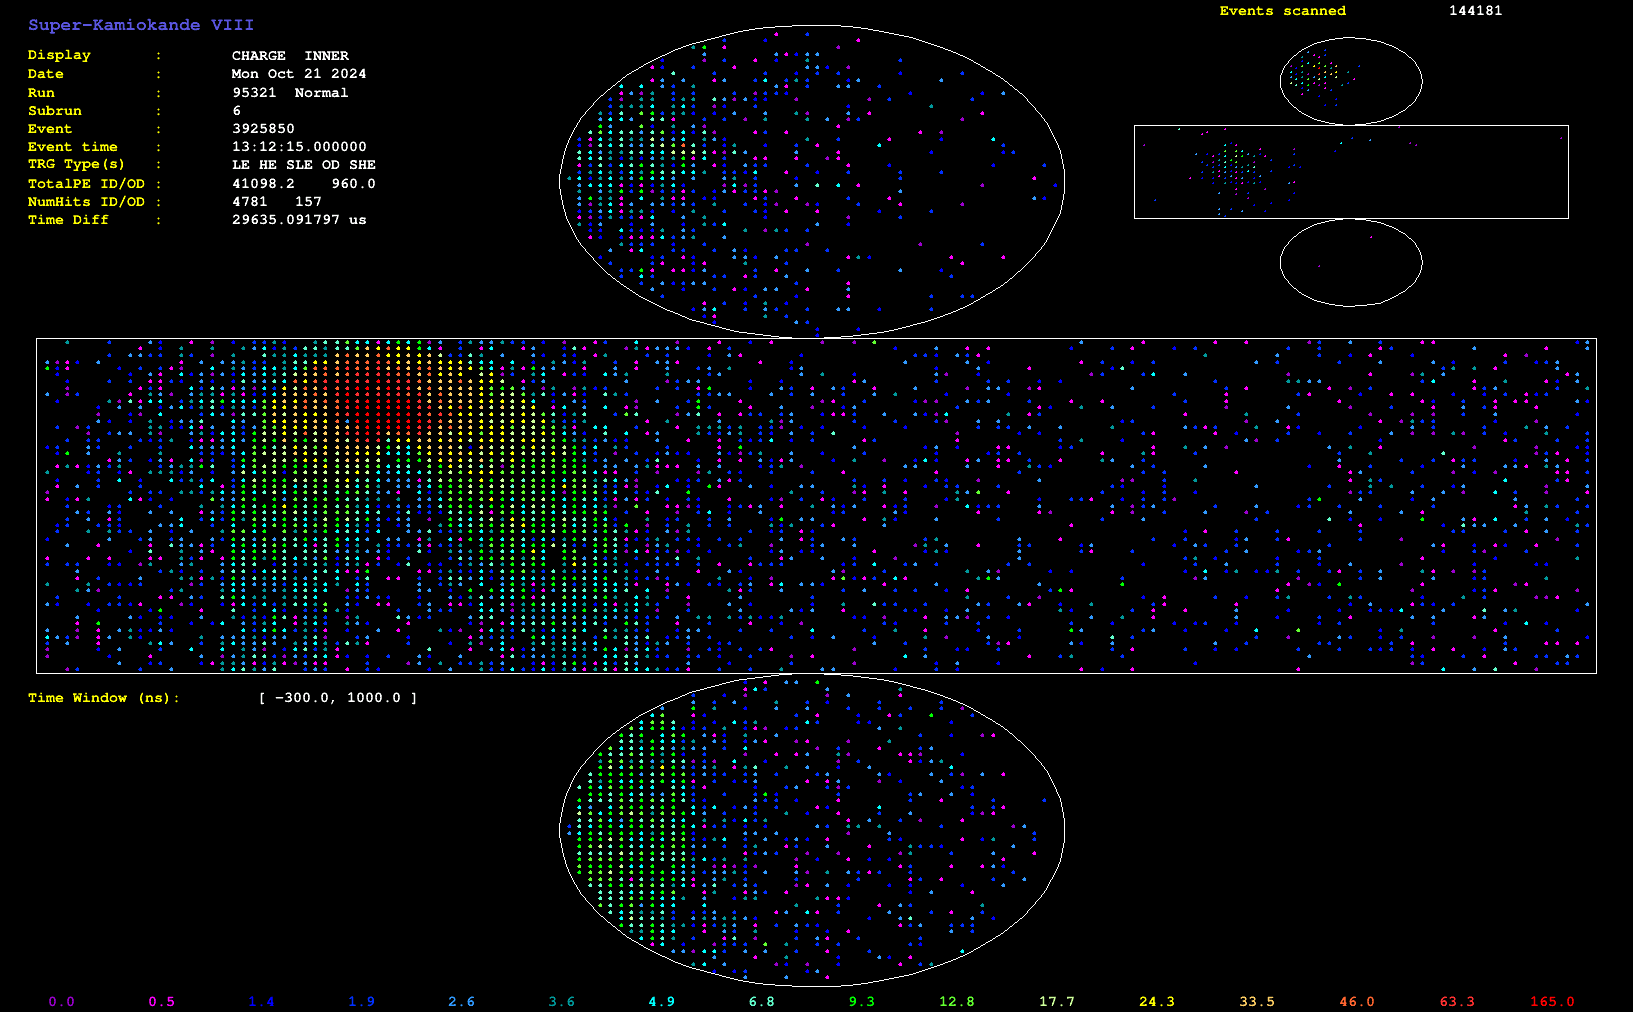 Super-Kamiokande VIII
Events scanned 144181
Display : CHARGE INNER
Date : Mon Oct 21 2024
Run : 95321 Normal
Subrun : 6
Event : 3925850
Event time : 13:12:15.000000
TRG Type(s) : LE HE SLE OD SHE
TotalPE ID/OD : 41098.2 960.0
NumHits ID/OD : 4781 157
Time Diff : 29635.091797 us
Time Window (ns): [ −300.0, 1000.0 ]
0.0 0.5 1.4 1.9 2.6 3.6 4.9 6.8 9.3 12.8 17.7 24.3 33.5 46.0 63.3 165.0